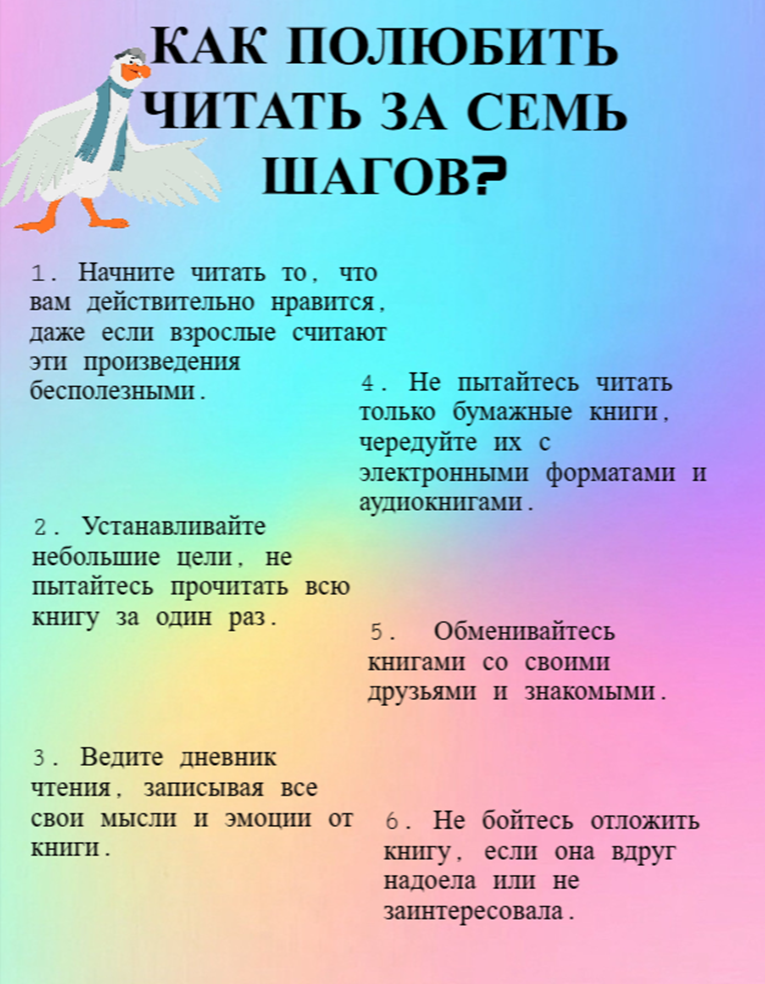 КАК ПОЛЮБИТЬ
ЧИТАТЬ ЗА СЕМЬ
ШАГОВ?
1. Начните читать то, что
вам действительно нравится,
даже если взрослые считают
эти произведения
бесполезными.
2. Устанавливайте
небольшие цели, не
пытайтесь прочитать всю
книгу за один раз.
3. Ведите дневник
чтения, записывая все
свои мысли и эмоции от
книги.
4. Не пытайтесь читать
только бумажные книги,
чередуйте их с
электронными форматами и
аудиокнигами.
5. Обменивайтесь
книгами со своими
друзьями и знакомыми.
6. Не бойтесь отложить
книгу, если она вдруг
надоела или не
заинтересовала.